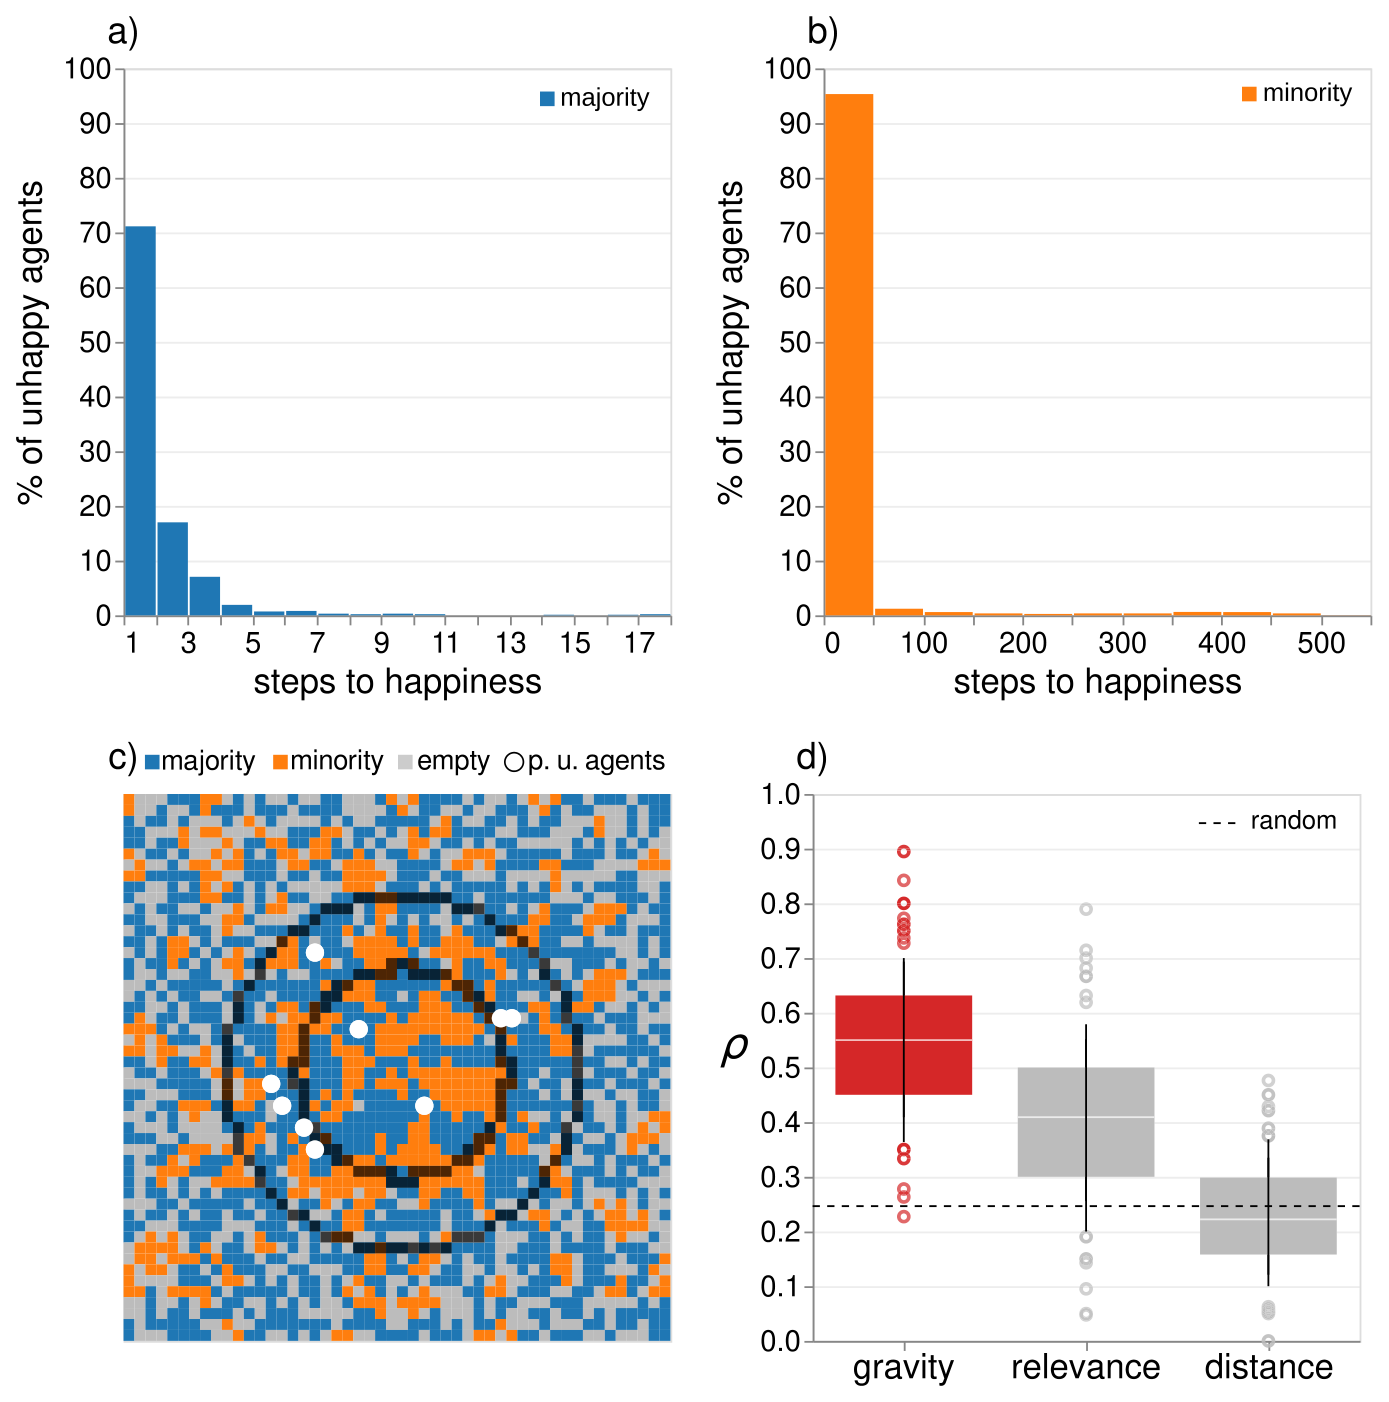 a)
majority
100
90
80
70
60
50
40
30
20
10
0
% of unhappy agents
1 3 5 7 9 11 13 15 17
steps to happiness
b)
minority
100
90
80
70
60
50
40
30
20
10
0
% of unhappy agents
0 100 200 300 400 500
steps to happiness
c) majority minority empty p. u. agents
d)
random
1.0
0.9
0.8
0.7
0.6
0.5
0.4
0.3
0.2
0.1
0.0
ρ
gravity relevance distance